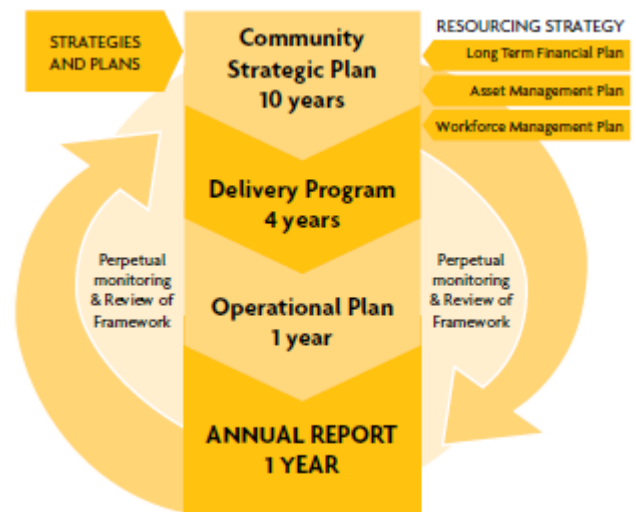 STRATEGIES
AND PLANS
Community
Strategic Plan
10 years
RESOURCING STRATEGY
Long Term Financial Plan
Asset Management Plan
Workforce Management Plan
Delivery Program
4 years
Perpetual
monitoring
& Review of
Framework
Operational Plan
1 year
Perpetual
monitoring
& Review of
Framework
ANNUAL REPORT
1 YEAR